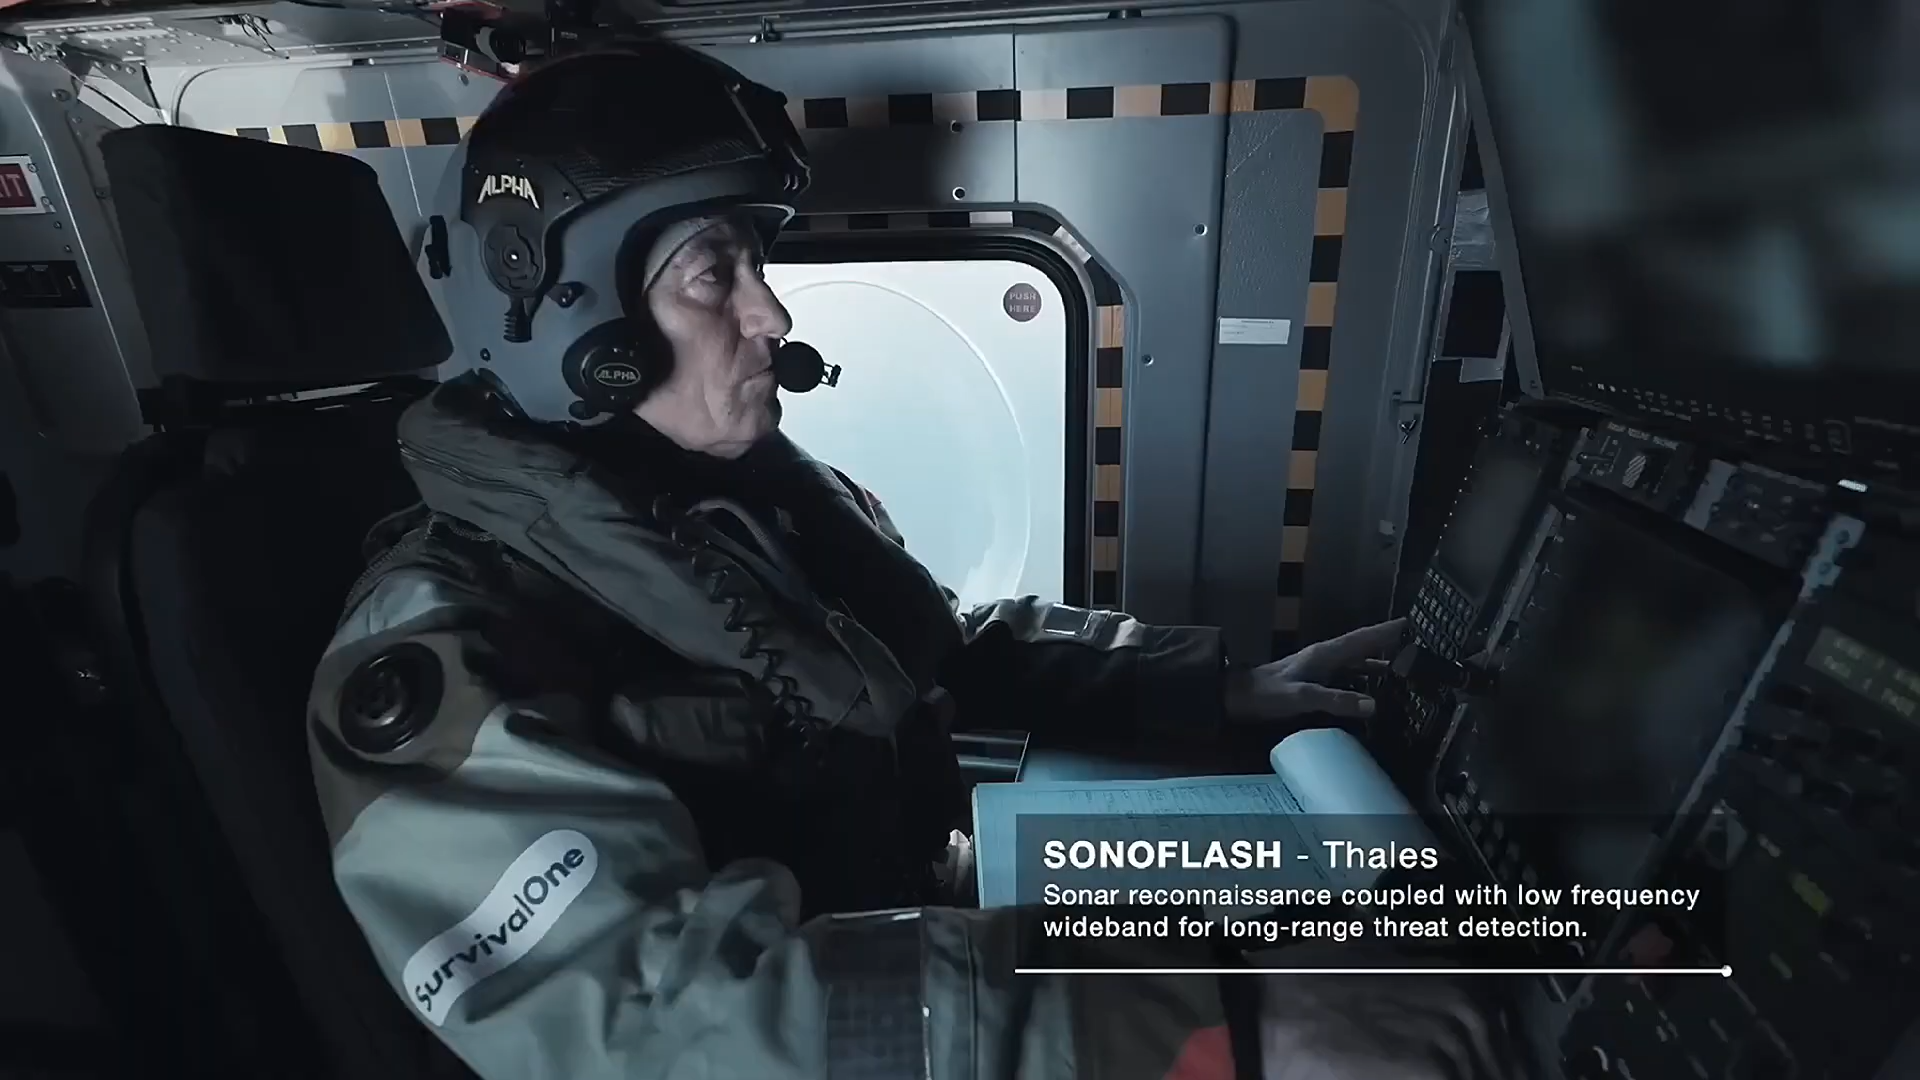 ALPHA
PUSH
HERE
ALPHA
SurvivalOne
SONOFLASH - Thales
Sonar reconnaissance coupled with low frequency
wideband for long-range threat detection.